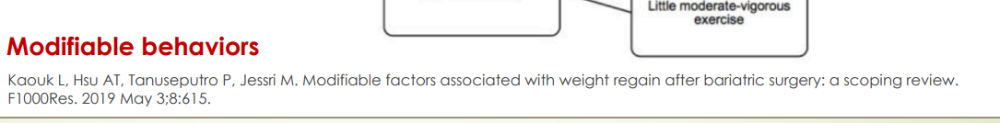 Little moderate-vigorous
exercise
Modifiable behaviors
Kaouk L, Hsu AT, Tanuseputro P, Jessri M. Modifiable factors associated with weight regain after bariatric surgery: a scoping review.
F1000Res. 2019 May 3;8:615.